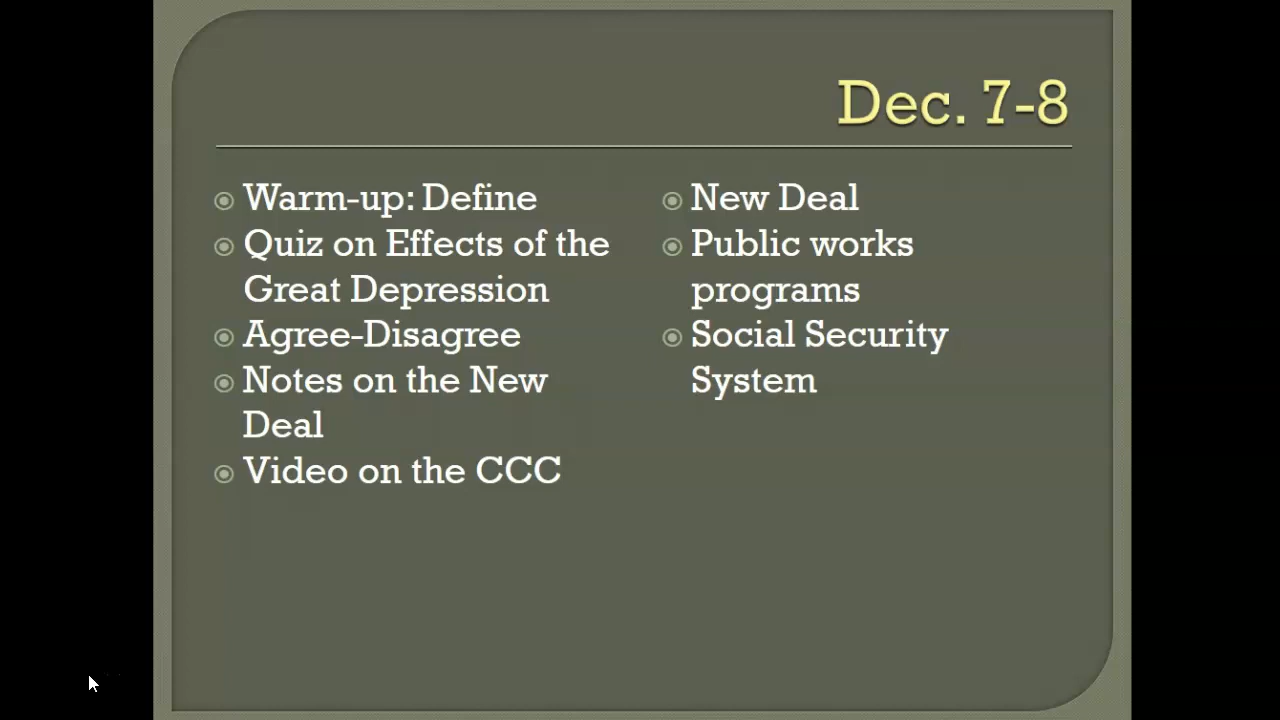 Dec. 7-8
Warm-up: Define
Quiz on Effects of the
Great Depression
Agree-Disagree
Notes on the New
Deal
Video on the CCC
New Deal
Public works
programs
Social Security
System